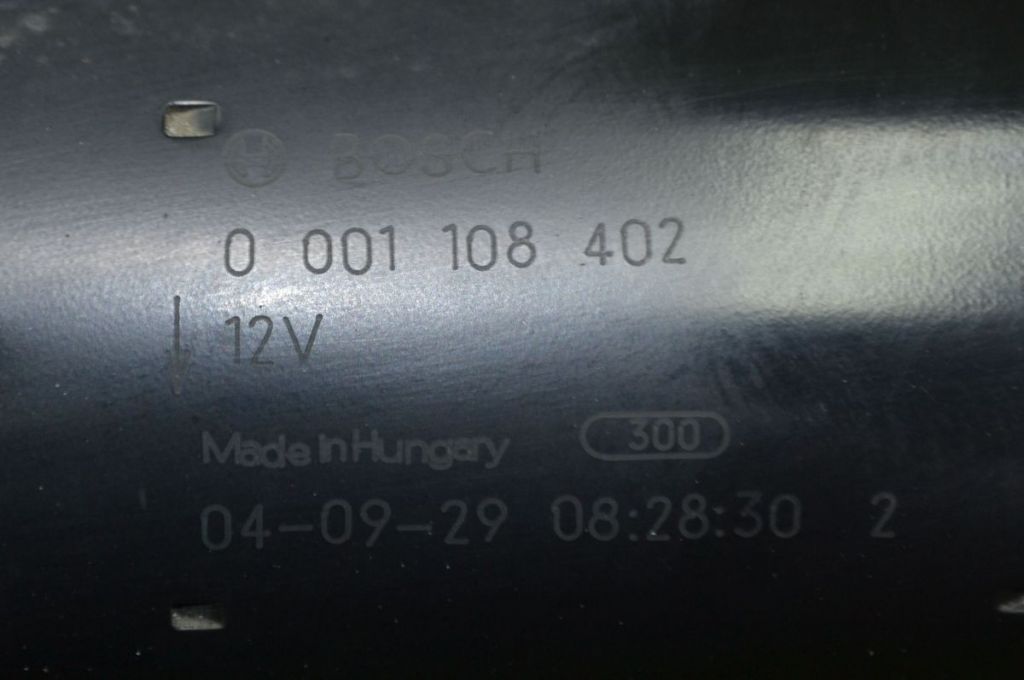 BOSCH
0 001 108 402
12V
Made in Hungary 300
04-09-29 08:28:30 2